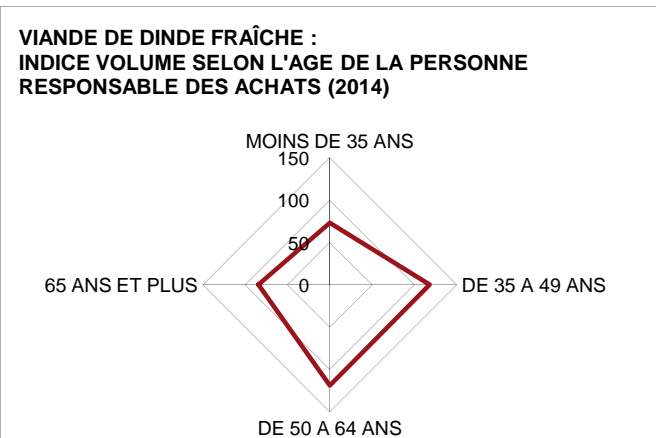 VIANDE DE DINDE FRAÎCHE :
INDICE VOLUME SELON L'AGE DE LA PERSONNE
RESPONSABLE DES ACHATS (2014)
MOINS DE 35 ANS
150
100
50
65 ANS ET PLUS 0 DE 35 A 49 ANS
DE 50 A 64 ANS